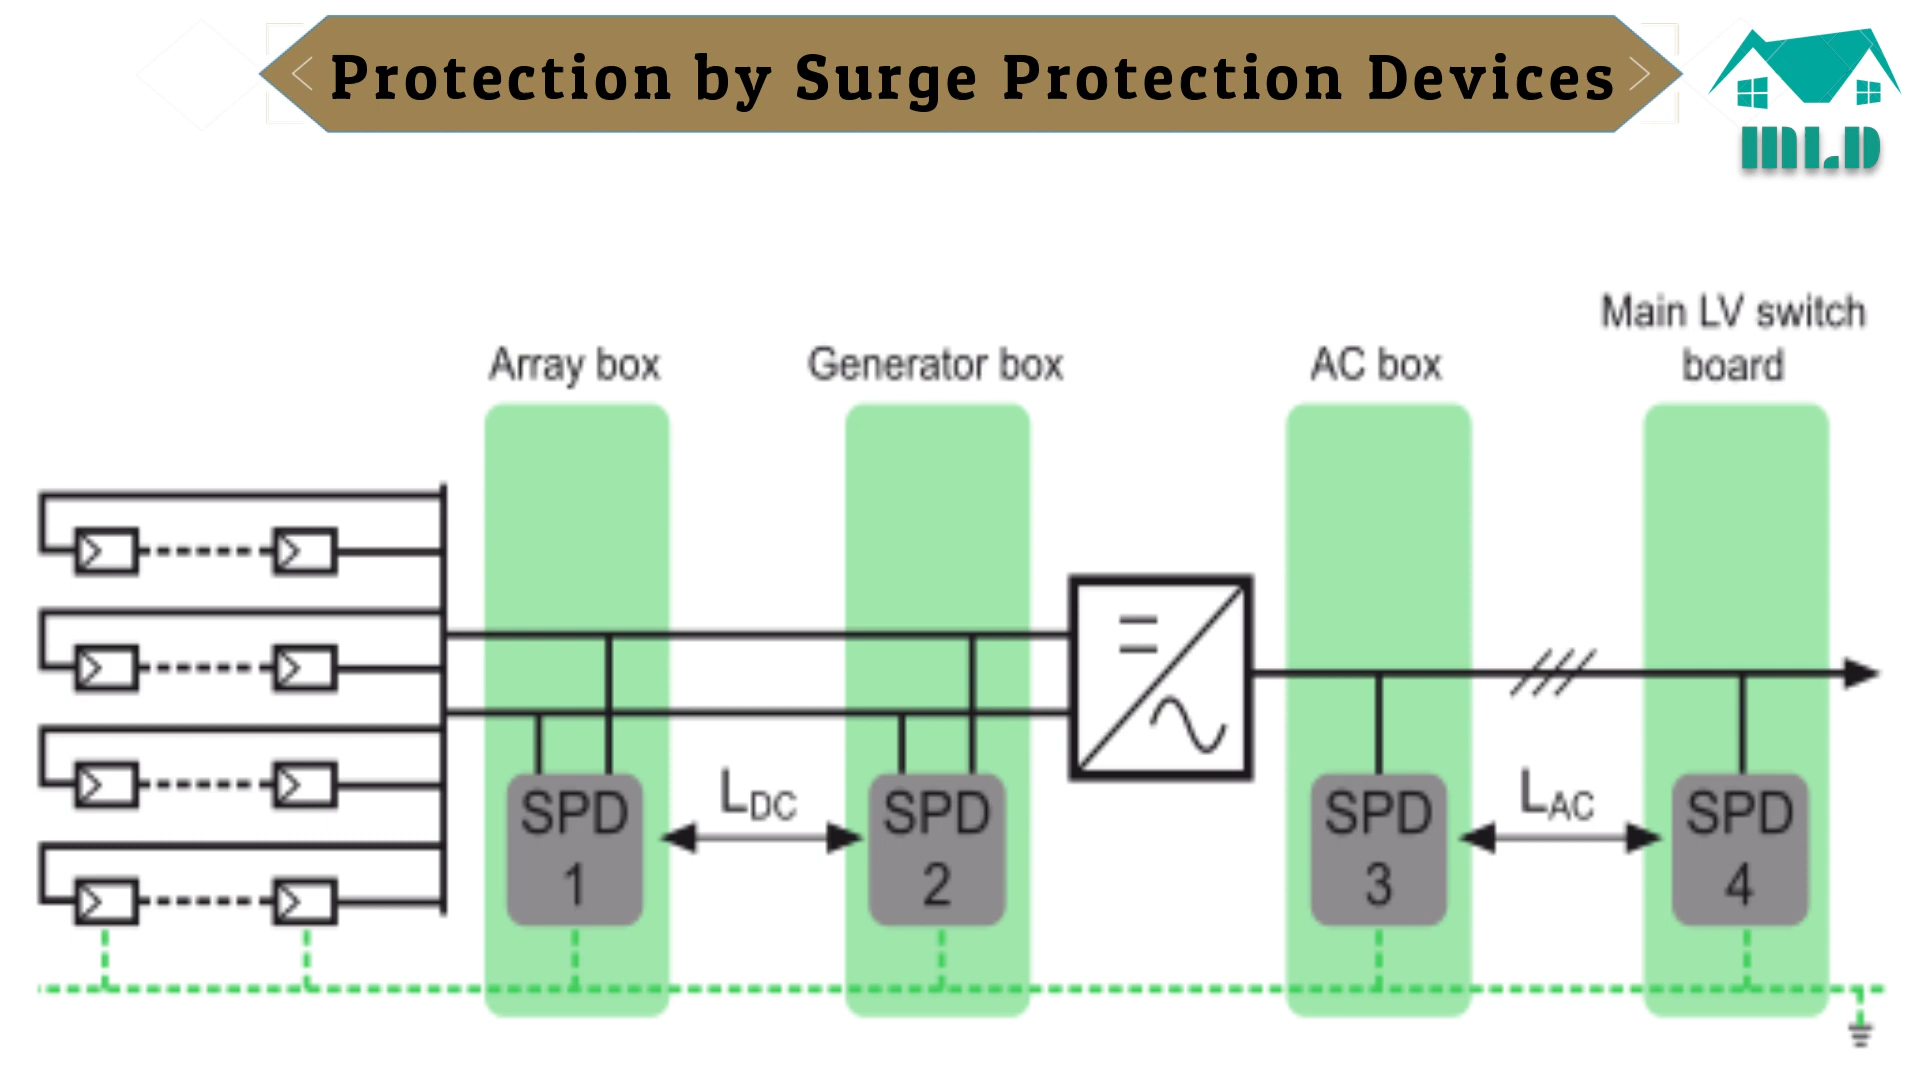 Protection by Surge Protection Devices
MLD
Main LV switch
board
Array box
Generator box
AC box
SPD
1
LDC
SPD
2
SPD
3
LAC
SPD
4